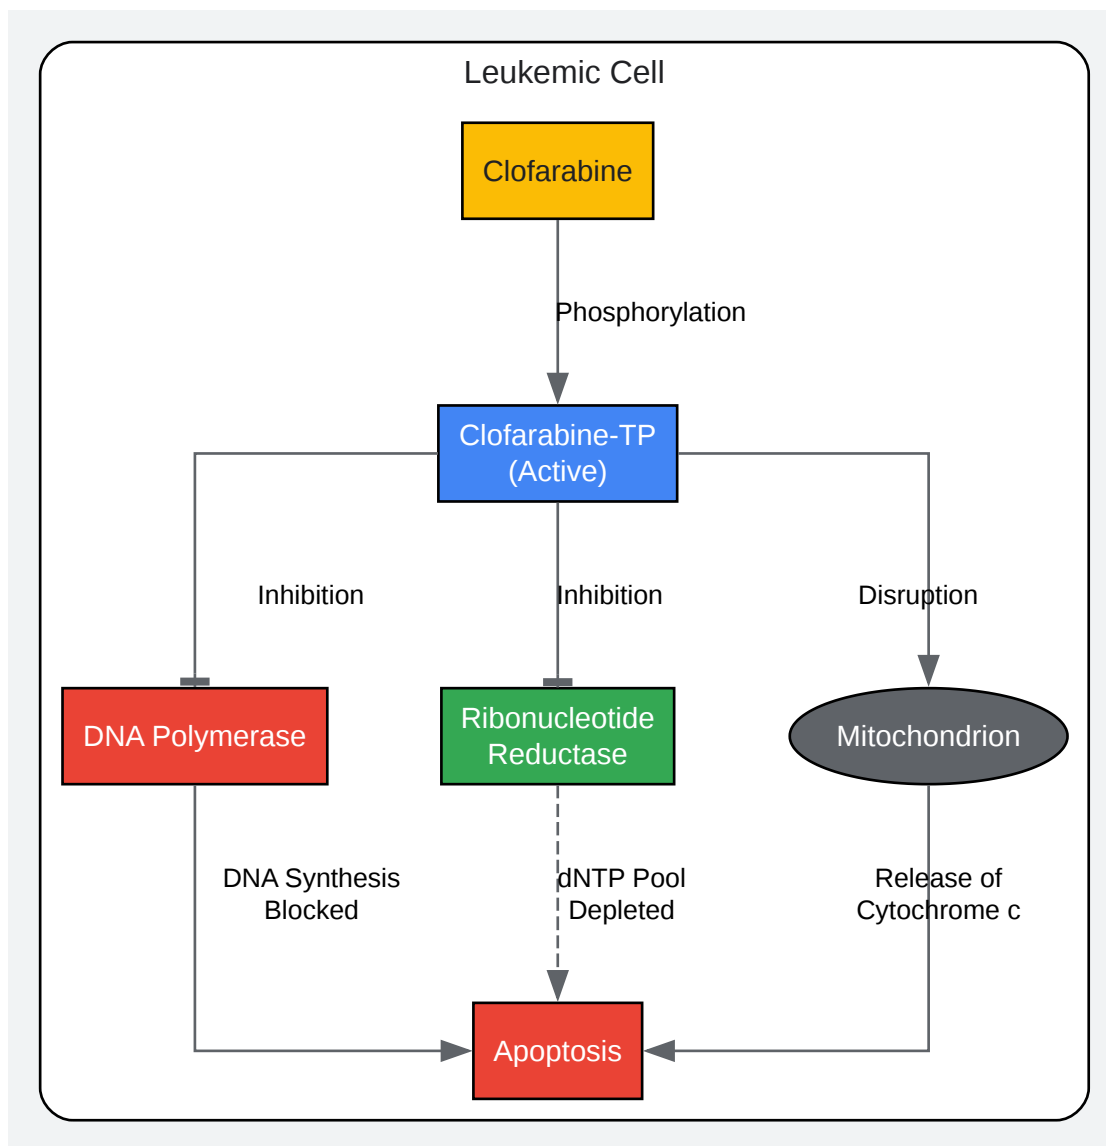 Leukemic Cell
Clofarabine
Phosphorylation
Clofarabine-TP
(Active)
Inhibition
Inhibition
Disruption
DNA Polymerase
Ribonucleotide
Reductase
Mitochondrion
DNA Synthesis
Blocked
dNTP Pool
Depleted
Release of
Cytochrome c
Apoptosis